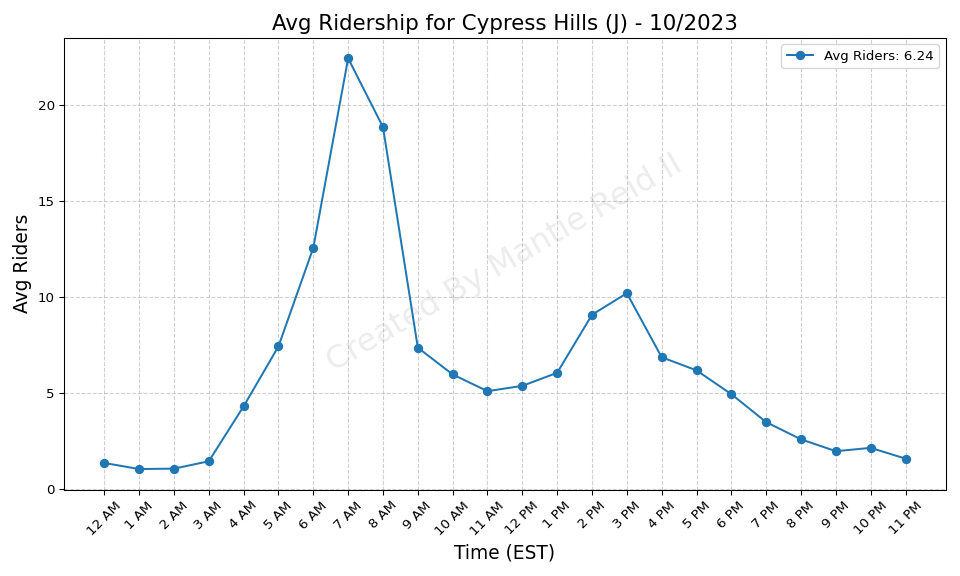 Avg Ridership for Cypress Hills (J) - 10/2023
Avg Riders: 6.24
Avg Riders
20
15
10
5
0
Created By Mantle Reid II
12 AM
1 AM
2 AM
3 AM
4 AM
5 AM
6 AM
7 AM
8 AM
9 AM
10 AM
11 AM
12 PM
1 PM
2 PM
3 PM
4 PM
5 PM
6 PM
7 PM
8 PM
9 PM
10 PM
11 PM
Time (EST)